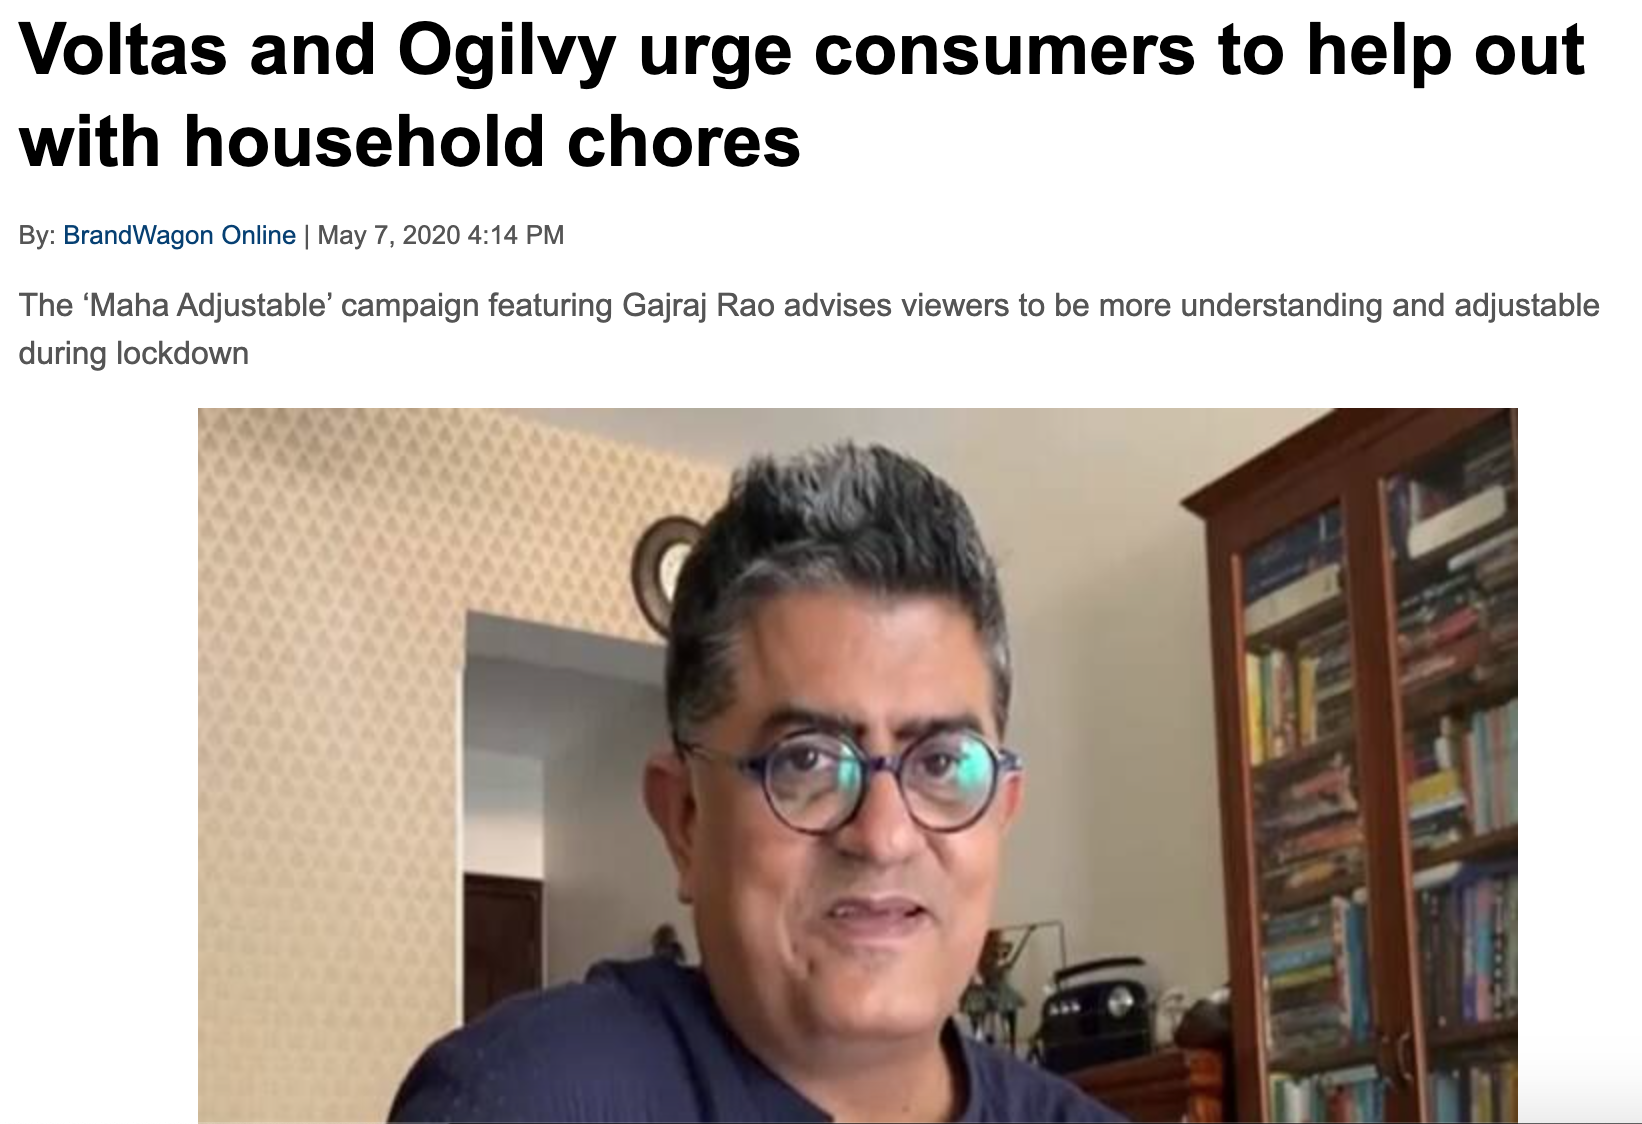 Voltas and Ogilvy urge consumers to help out
with household chores
By: BrandWagon Online | May 7, 2020 4:14 PM
The ‘Maha Adjustable’ campaign featuring Gajraj Rao advises viewers to be more understanding and adjustable
during lockdown